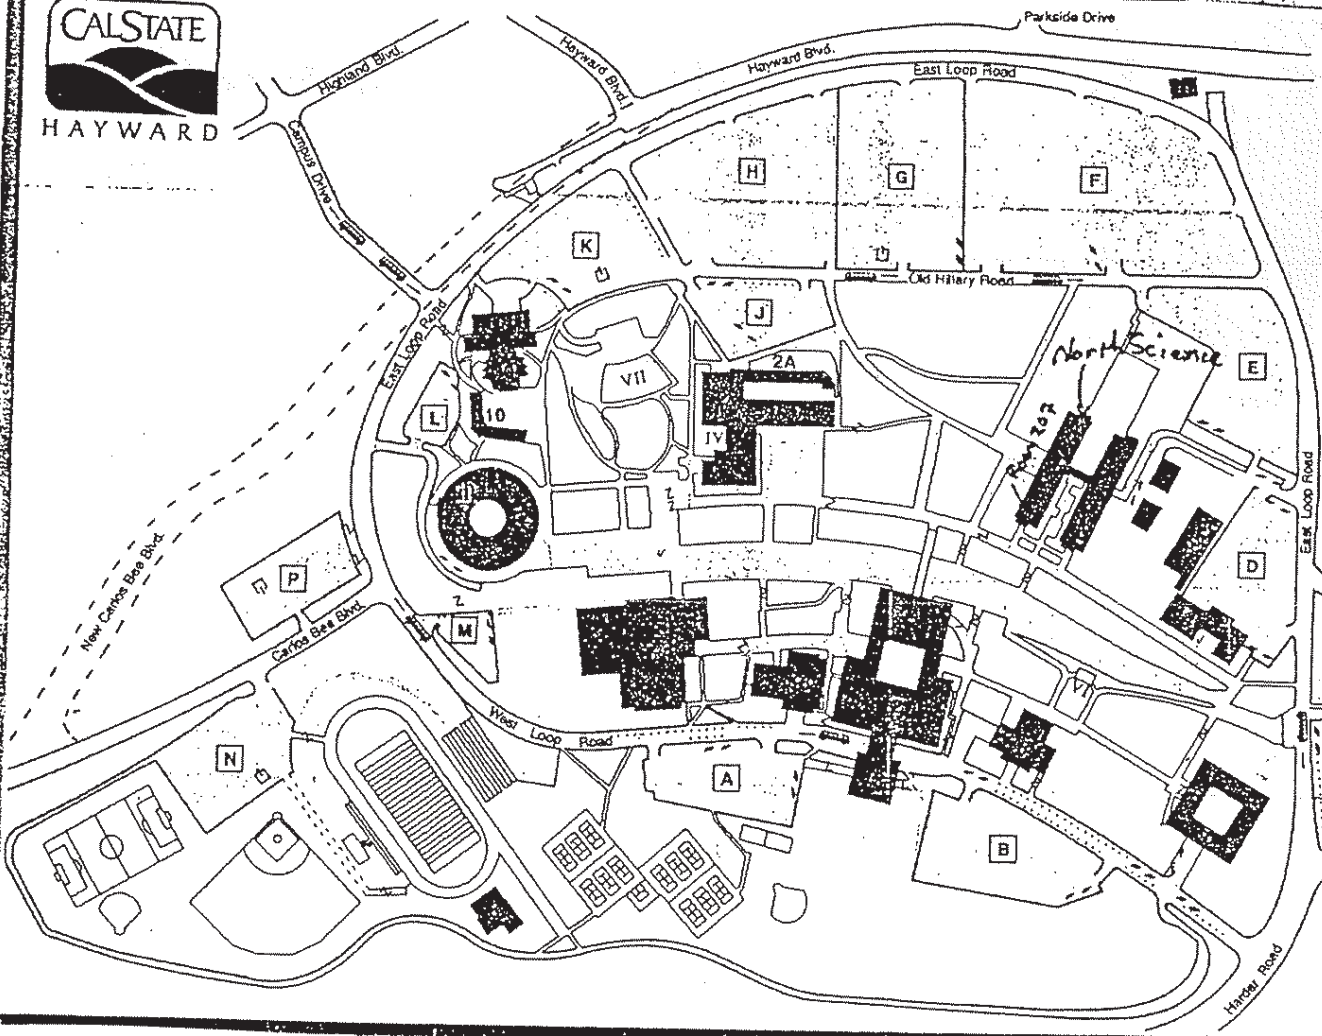 CALSTATE
HAYWARD
Parkside Drive
Highland Blvd.
Hayward Blvd.
Hayward Blvd.
East Loop Road
Campus Drive
H
G
F
K
Old Hillary Road
J
North Science
E
East Loop Road
VII
2A
L
10
IV
Room 207
East Loop Road
New Carlos Bee Blvd.
P
Carlos Bee Blvd.
D
Z
Z
Z
M
VI
West Loop Road
N
A
B
Harder Road